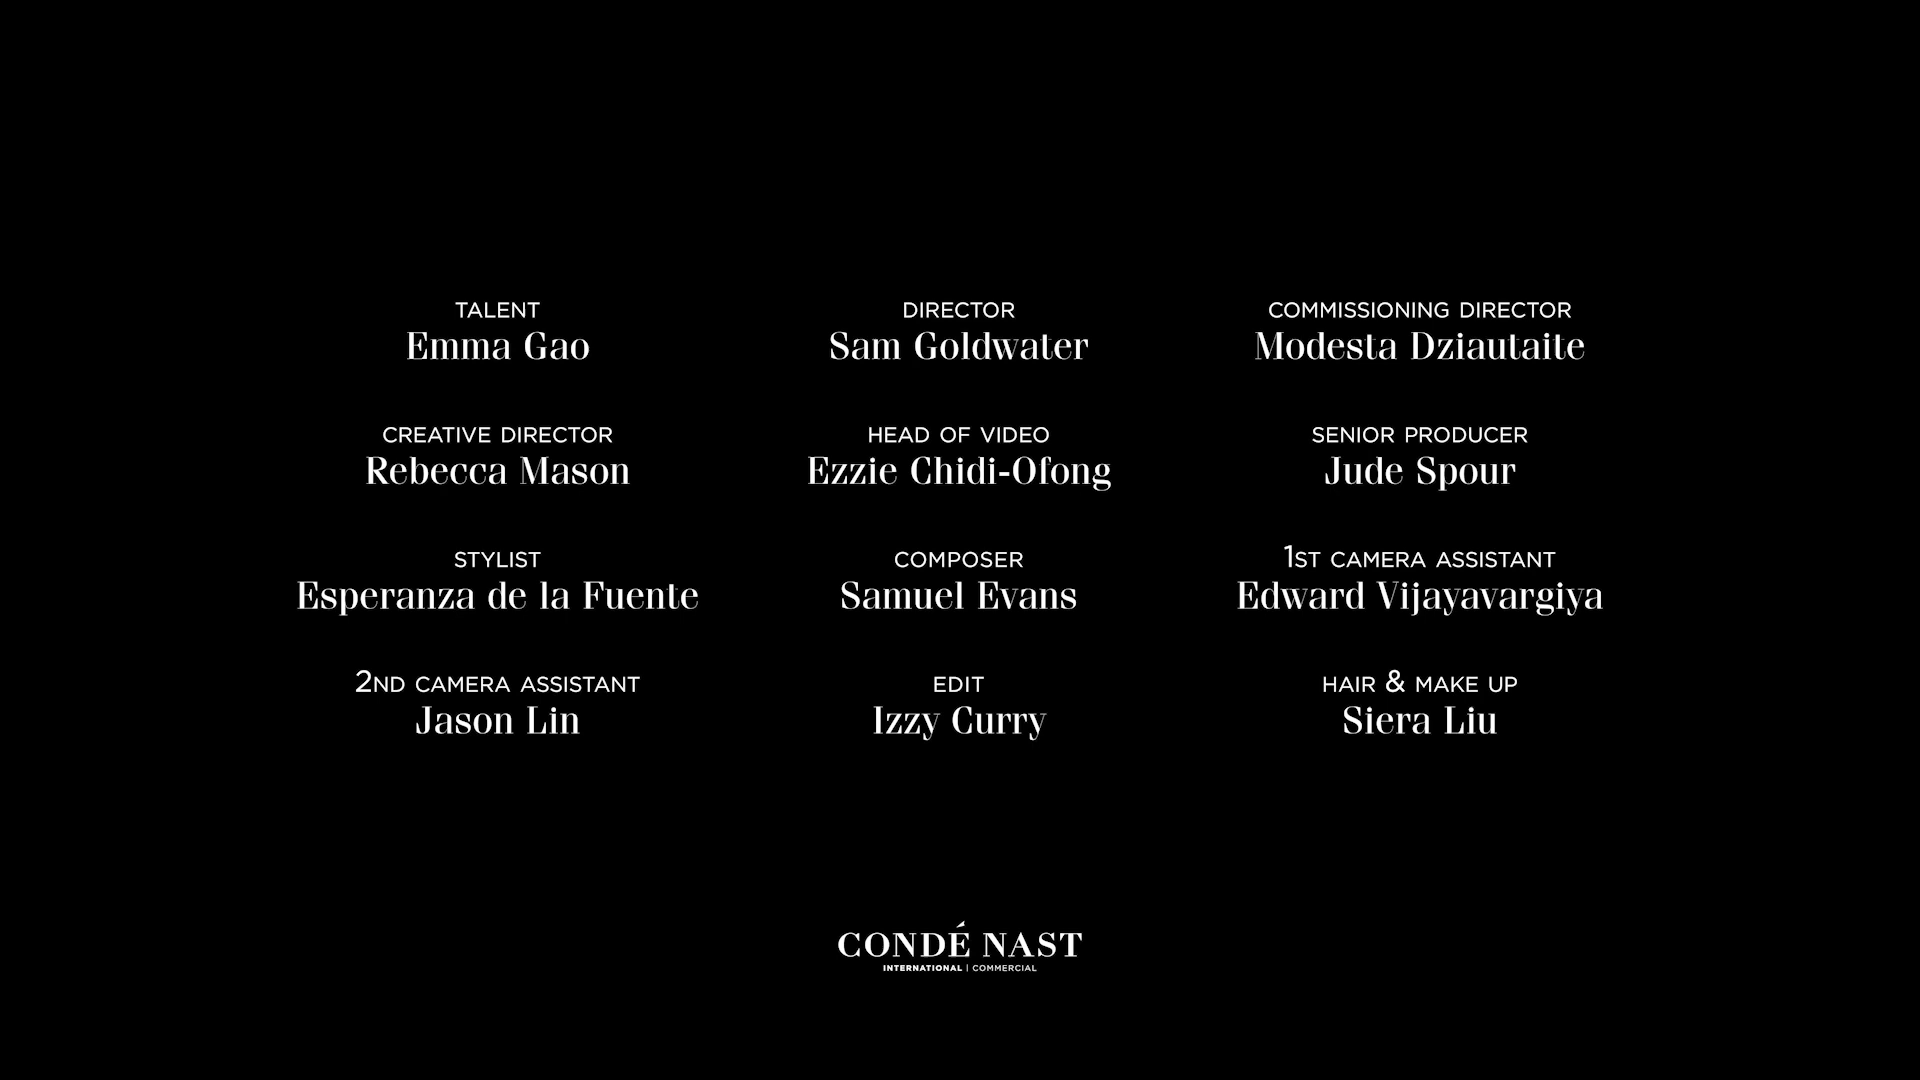 TALENT
Emma Gao
DIRECTOR
Sam Goldwater
COMMISSIONING DIRECTOR
Modesta Dziautaite
CREATIVE DIRECTOR
Rebecca Mason
HEAD OF VIDEO
Ezzie Chidi-Ofong
SENIOR PRODUCER
Jude Spour
STYLIST
Esperanza de la Fuente
COMPOSER
Samuel Evans
1ST CAMERA ASSISTANT
Edward Vijayavargiya
2ND CAMERA ASSISTANT
Jason Lin
EDIT
Izzy Curry
HAIR & MAKE UP
Siera Liu
CONDÉ NAST
INTERNATIONAL | COMMERCIAL